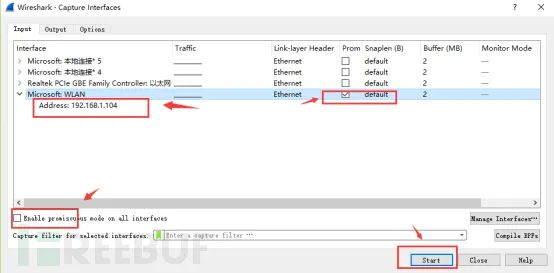 Wireshark - Capture Interfaces
Input Output Options
Interface Traffic Link-layer Header Prom Snaplen (B) Buffer (MB) Monitor Mode
Microsoft: 本地连接* 5 Ethernet default 2 —
Microsoft: 本地连接* 4 Ethernet default 2 —
Realtek PCIe GBE Family Controller: 以太网 Ethernet default 2 —
Microsoft: WLAN Ethernet default 2 —
Address: 192.168.1.104
Enable promiscuous mode on all interfaces Manage Interfaces…
Capture filter for selected interfaces: Enter a capture filter … Compile BPFs
REEBUF
Start Close Help